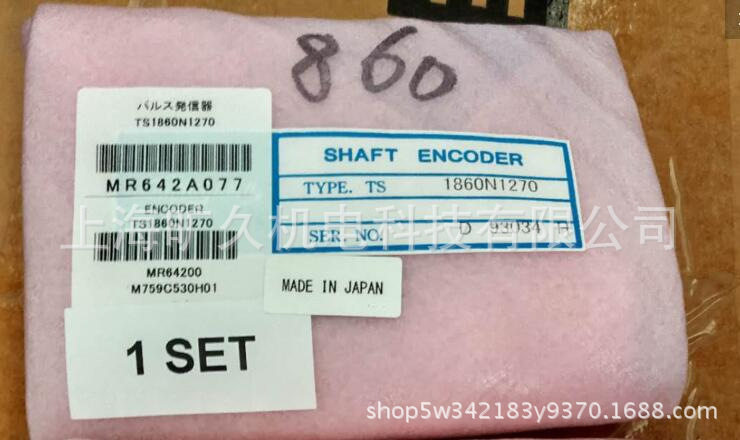 860
パルス発信器
TS1860N1270
MR642A077
ENCODER
TS1860N1270
MR64200
M759C530H01
1 SET
SHAFT ENCODER
TYPE. TS 1860N1270
SER. NO. D 93034 B
MADE IN JAPAN
上海旷久机电科技有限公司
shop5w342183y9370.1688.com